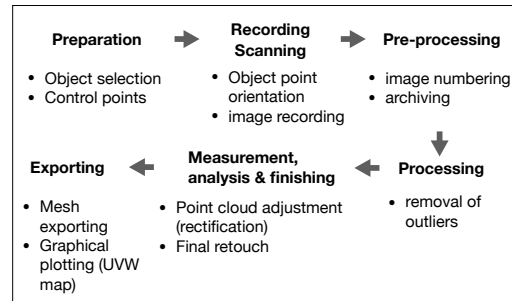 Preparation
• Object selection
• Control points
Recording
Scanning
• Object point
orientation
• image recording
Pre-processing
• image numbering
• archiving
Processing
• removal of
outliers
Measurement,
analysis & finishing
• Point cloud adjustment
(rectification)
• Final retouch
Exporting
• Mesh
exporting
• Graphical
plotting (UVW
map)